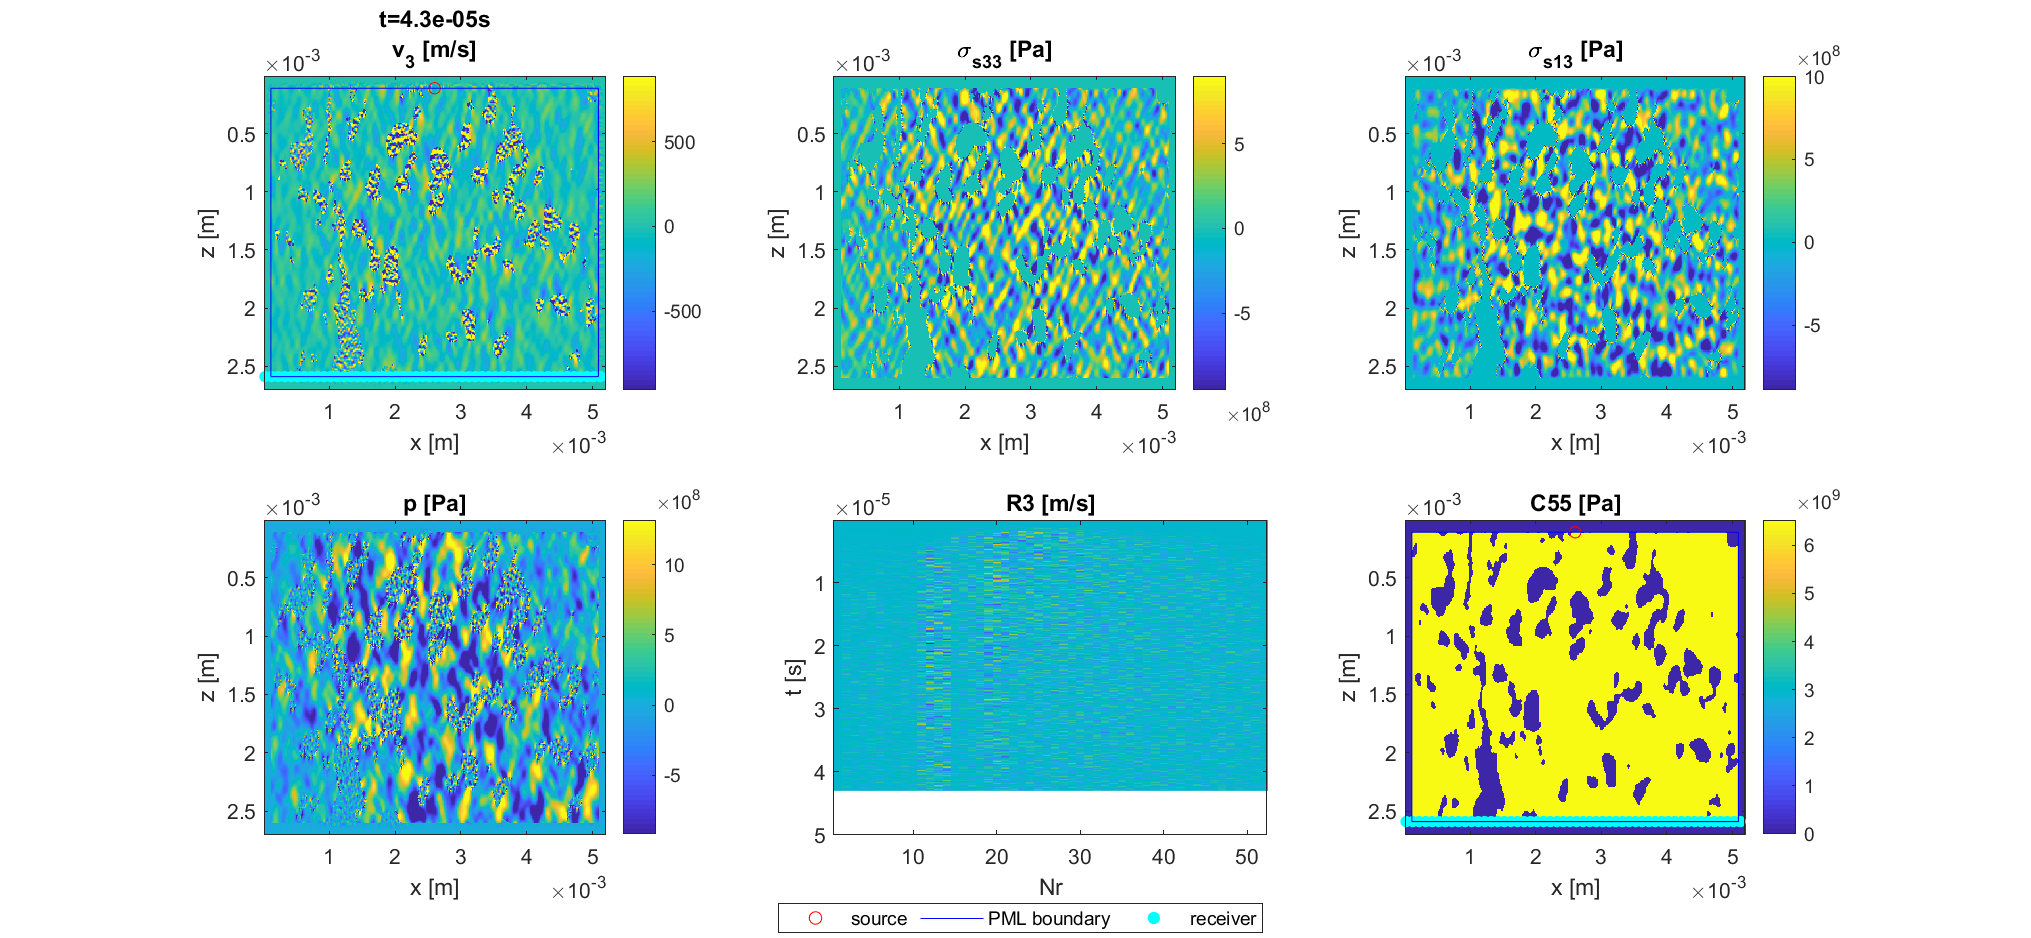 t=4.3e-05s
v3 [m/s]
×10-3
0.5
1
1.5
2
2.5
z [m]
1 2 3 4 5
x [m]
×10-3
500
0
-500
σs33 [Pa]
×10-3
0.5
1
1.5
2
2.5
z [m]
1 2 3 4 5
x [m]
×10-3
5
0
-5
×108
σs13 [Pa]
×10-3
0.5
1
1.5
2
2.5
z [m]
1 2 3 4 5
x [m]
×10-3
×108
10
5
0
-5
p [Pa]
×10-3
0.5
1
1.5
2
2.5
z [m]
1 2 3 4 5
x [m]
×10-3
×108
10
5
0
-5
R3 [m/s]
×10-5
1
2
3
4
5
t [s]
10 20 30 40 50
Nr
C55 [Pa]
×10-3
0.5
1
1.5
2
2.5
z [m]
1 2 3 4 5
x [m]
×10-3
×109
6
5
4
3
2
1
0
source PML boundary receiver